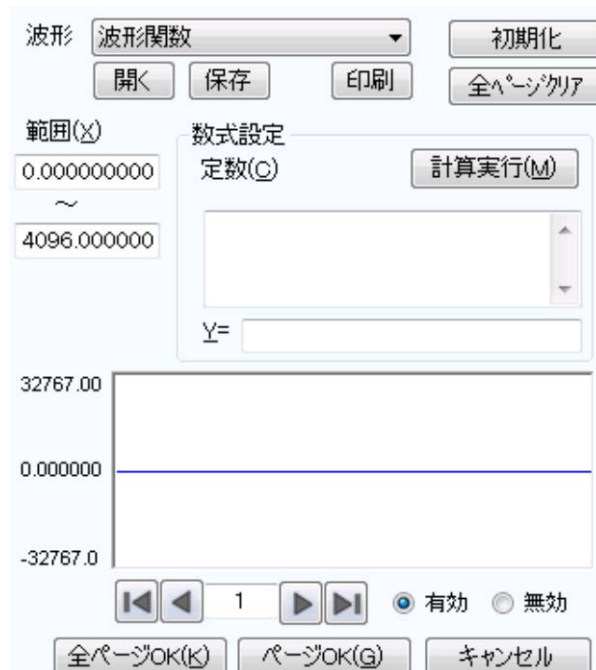 波形 波形関数 初期化
開く 保存 印刷 全ページクリア
範囲(X) 数式設定
0.000000000 定数(C) 計算実行(M)
~
4096.000000
Y=
32767.00
0.000000
-32767.0
1 有効 無効
全ページOK(K) ページOK(G) キャンセル